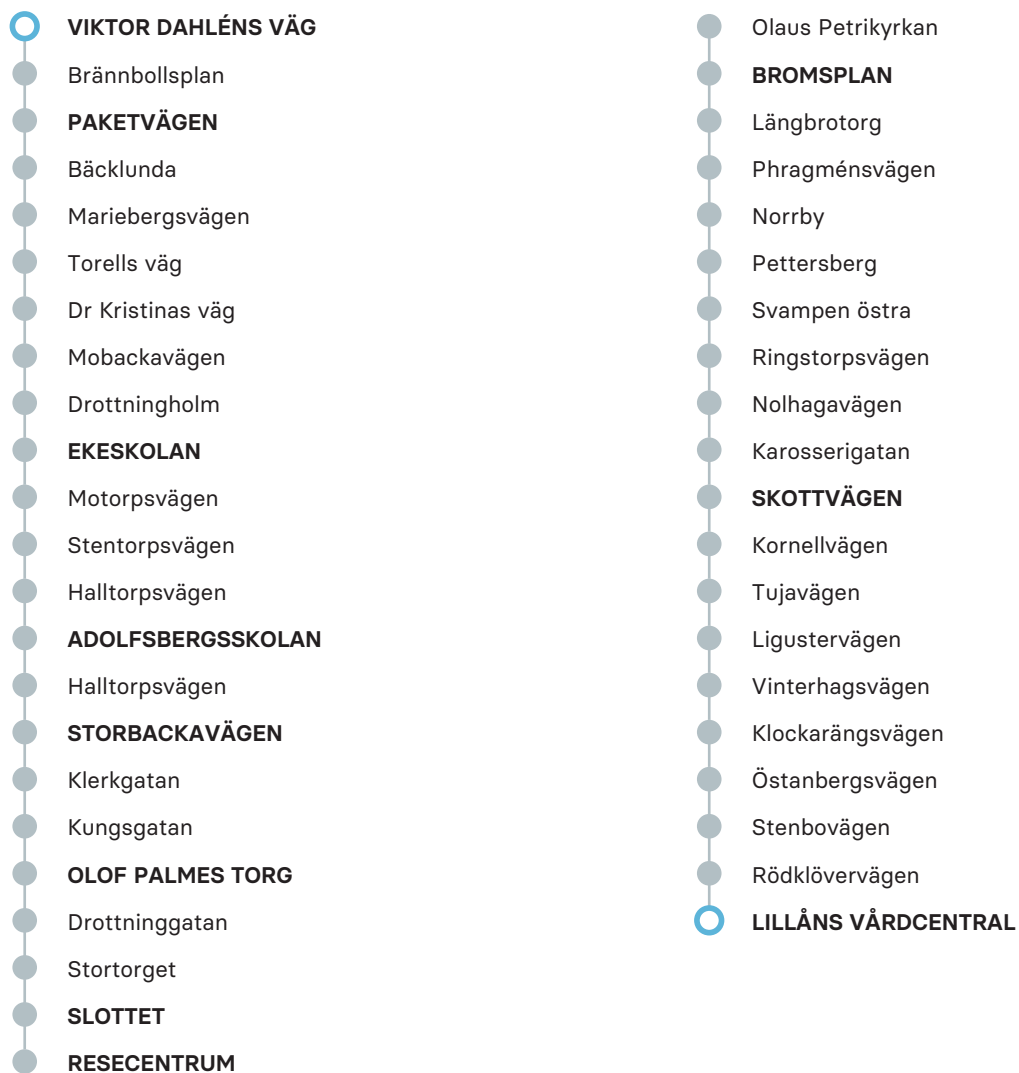 VIKTOR DAHLÉNS VÄG
Brännbollsplan
PAKETVÄGEN
Bäcklunda
Mariebergsvägen
Torells väg
Dr Kristinas väg
Mobackavägen
Drottningholm
EKESKOLAN
Motorpsvägen
Stentorpsvägen
Halltorpsvägen
ADOLFSBERGSSKOLAN
Halltorpsvägen
STORBACKAVÄGEN
Klerkgatan
Kungsgatan
OLOF PALMES TORG
Drottninggatan
Stortorget
SLOTTET
RESECENTRUM
Olaus Petrikyrkan
BROMSPLAN
Längbrotorg
Phragménsvägen
Norrby
Pettersberg
Svampen östra
Ringstorpsvägen
Nolhagavägen
Karosserigatan
SKOTTVÄGEN
Kornellvägen
Tujavägen
Ligustervägen
Vinterhagsvägen
Klockarängsvägen
Östanbergsvägen
Stenbovägen
Rödklövervägen
LILLÅNS VÅRDCENTRAL